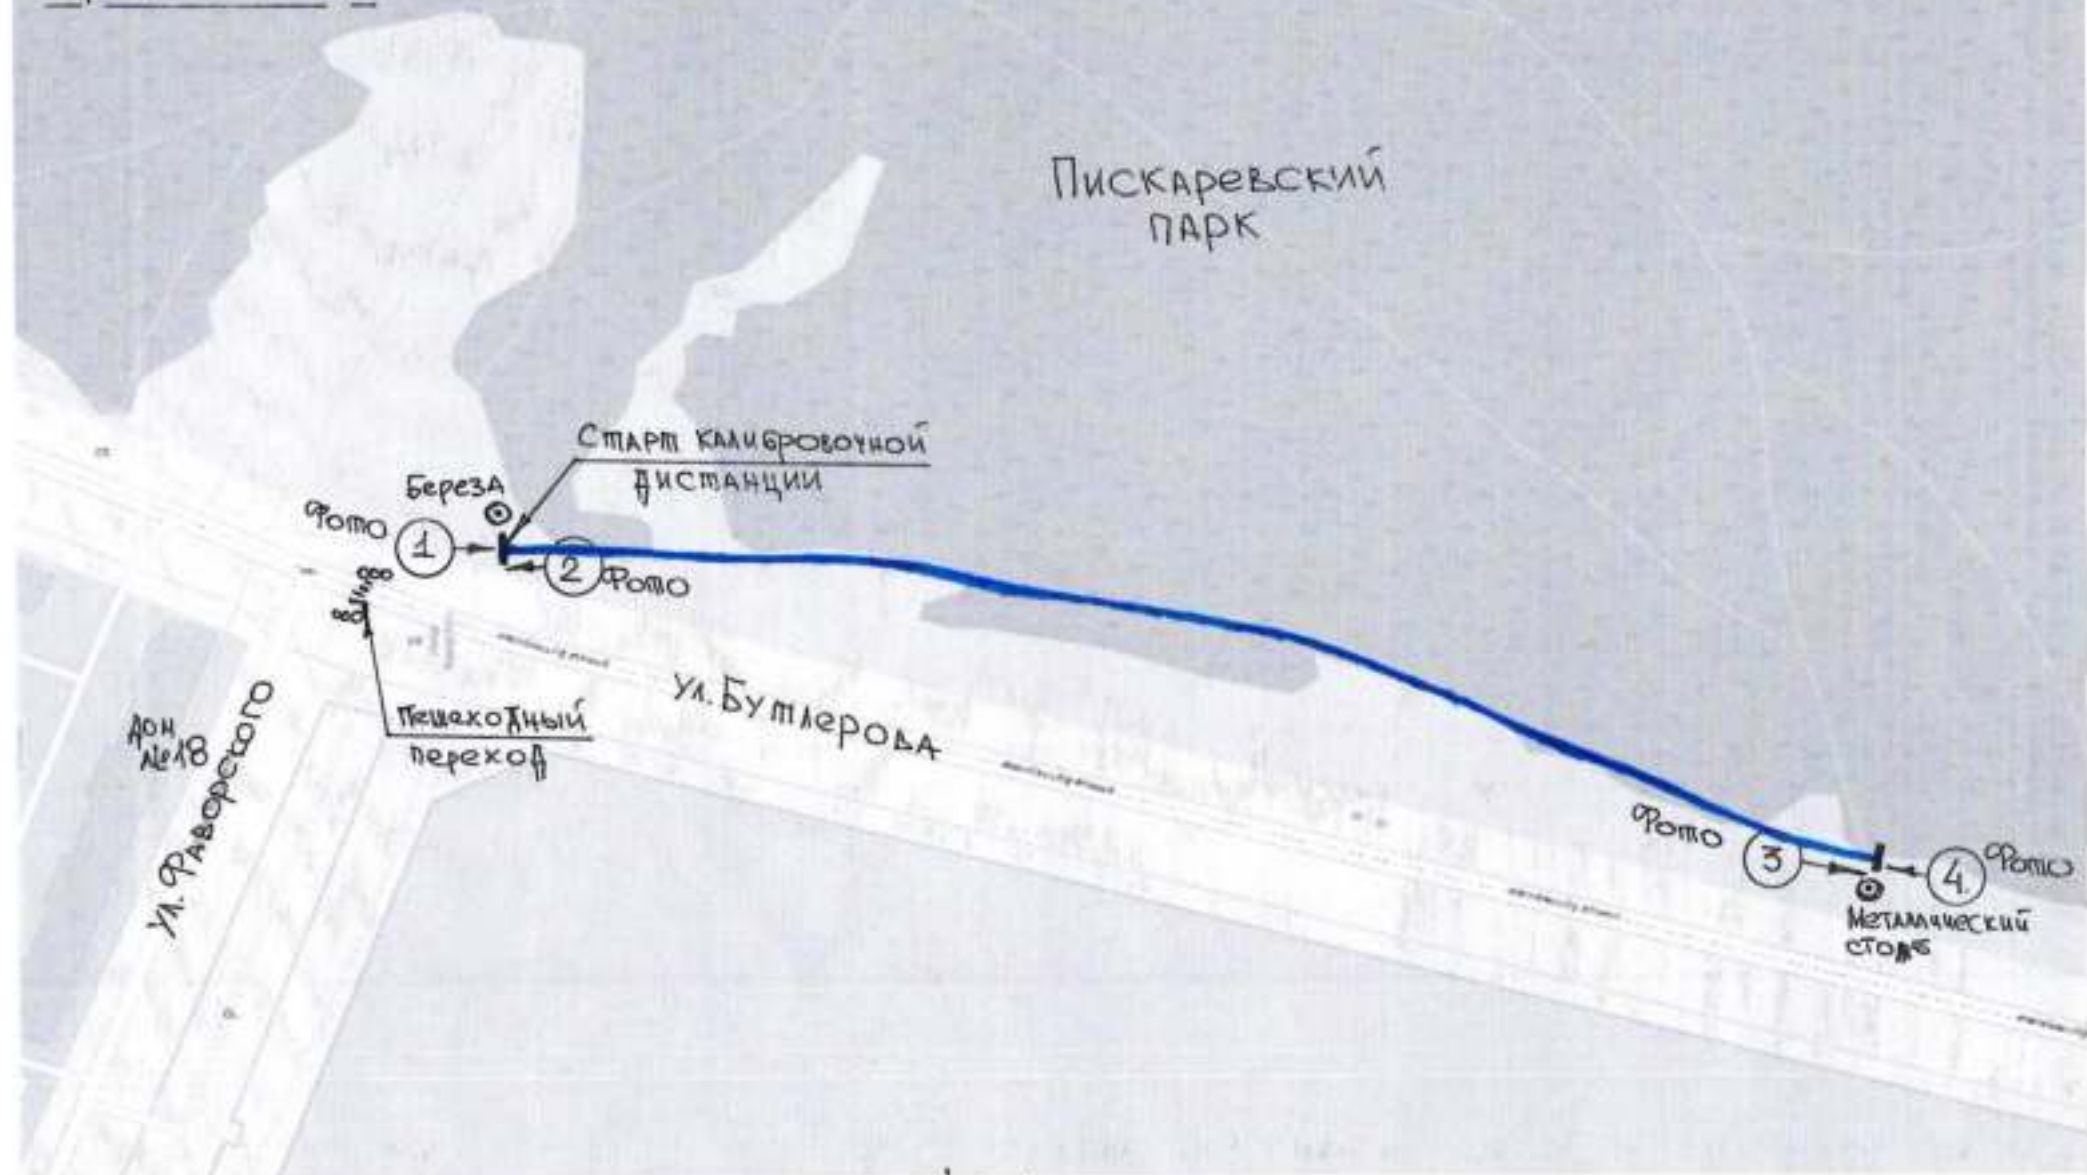 Пискаревский
парк
Старт калибровочной
дистанции
Береза
Фото
1
2
Фото
ул. Бутлерова
Пешеходный
переход
дом
№18
ул. Фаворского
Фото
3
4
Фото
Металлический
столб